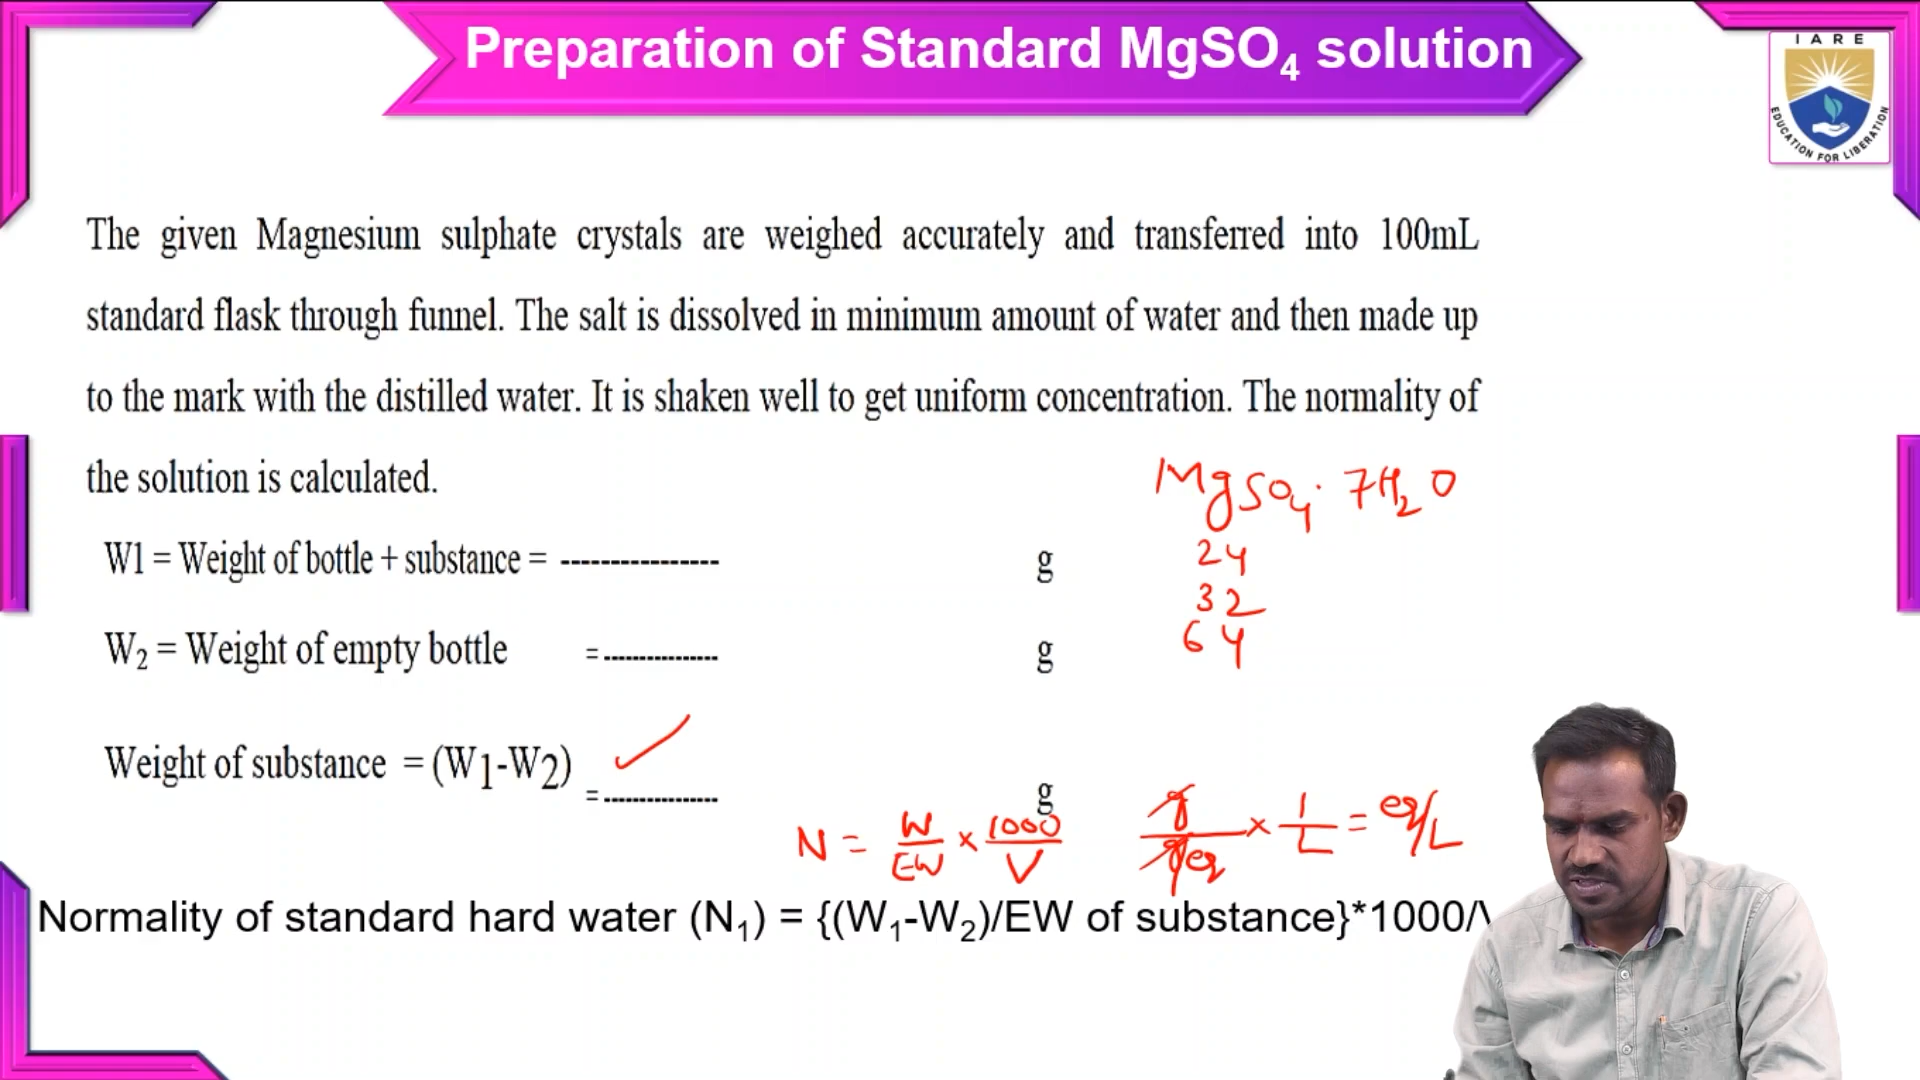 Preparation of Standard MgSO4 solution
I A R E
EDUCATION FOR LIBERATION
The given Magnesium sulphate crystals are weighed accurately and transferred into 100mL
standard flask through funnel. The salt is dissolved in minimum amount of water and then made up
to the mark with the distilled water. It is shaken well to get uniform concentration. The normality of
the solution is calculated.
MgSO4 · 7H2O
24
32
64
W1 = Weight of bottle + substance = ---------------- g
W2 = Weight of empty bottle = --------------- g
Weight of substance = (W1-W2) = --------------- g
N = W/EW × 1000/V g/g/eq × 1/L = eq/L
Normality of standard hard water (N1) = {(W1-W2)/EW of substance}*1000/